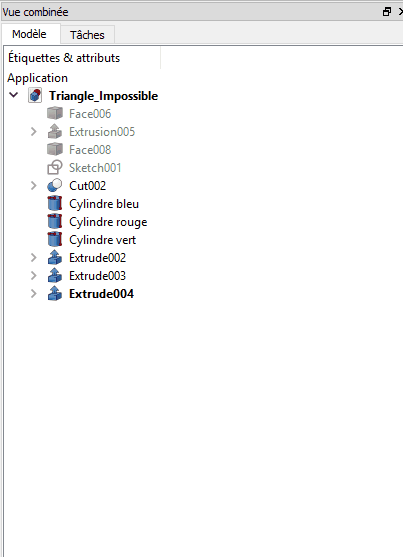 Vue combinée
Modèle
Tâches
Étiquettes & attributs
Application
Triangle_Impossible
Face006
Extrusion005
Face008
Sketch001
Cut002
Cylindre bleu
Cylindre rouge
Cylindre vert
Extrude002
Extrude003
Extrude004